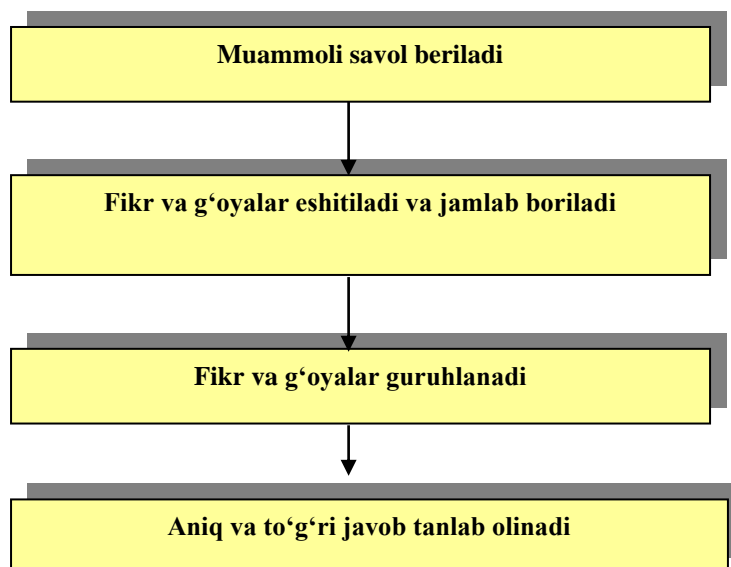 Muammoli savol beriladi
Fikr va g‘oyalar eshitiladi va jamlab boriladi
Fikr va g‘oyalar guruhlanadi
Aniq va to‘g‘ri javob tanlab olinadi